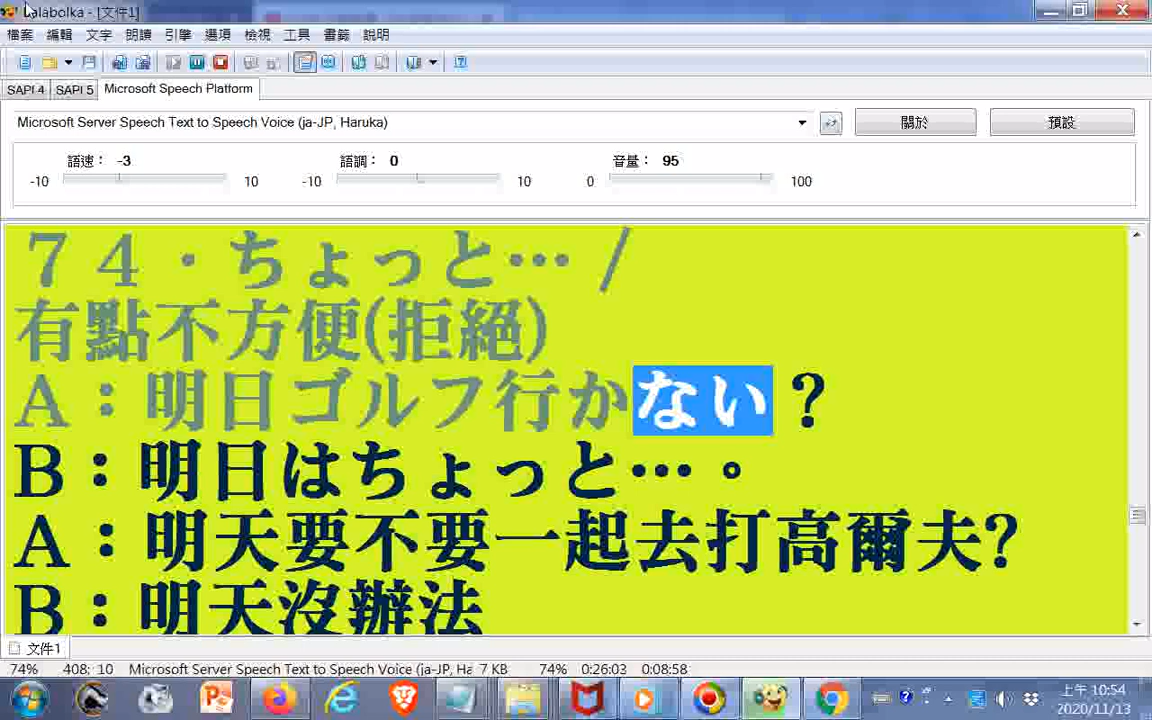 Balabolka - [文件1]
檔案 編輯 文字 朗讀 引擎 選項 檢視 工具 書籤 說明
SAPI 4 SAPI 5 Microsoft Speech Platform
Microsoft Server Speech Text to Speech Voice (ja-JP, Haruka) 關於 預設
語速： -3 語調： 0 音量： 95
-10 10 -10 10 0 100
７４．ちょっと… /
有點不方便(拒絕)
A：明日ゴルフ行かない？
B：明日はちょっと…。
A：明天要不要一起去打高爾夫?
B：明天沒辦法
文件1
74% 408: 10 Microsoft Server Speech Text to Speech Voice (ja-JP, Ha 7 KB 74% 0:26:03 0:08:58
上午 10:54
2020/11/13